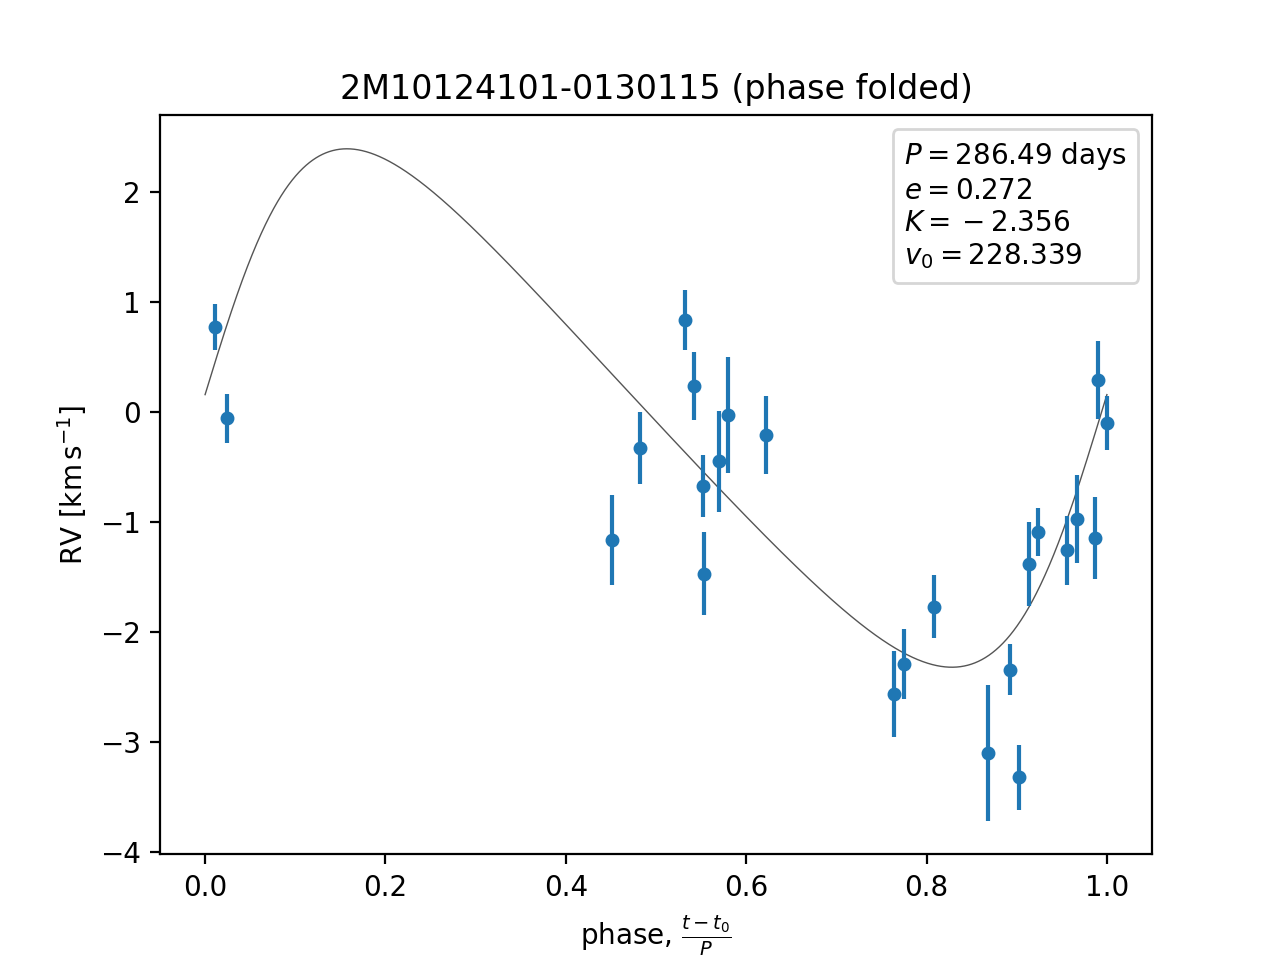 2M10124101-0130115 (phase folded)
P = 286.49 days
e = 0.272
K = −2.356
v₀ = 228.339
RV [km s⁻¹]
2
1
0
−1
−2
−3
−4
0.0 0.2 0.4 0.6 0.8 1.0
phase, (t − t₀)/P